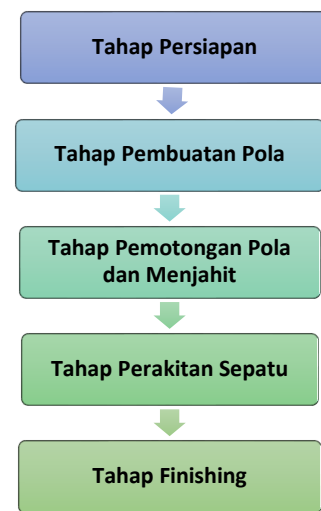 Tahap Persiapan
Tahap Pembuatan Pola
Tahap Pemotongan Pola
dan Menjahit
Tahap Perakitan Sepatu
Tahap Finishing